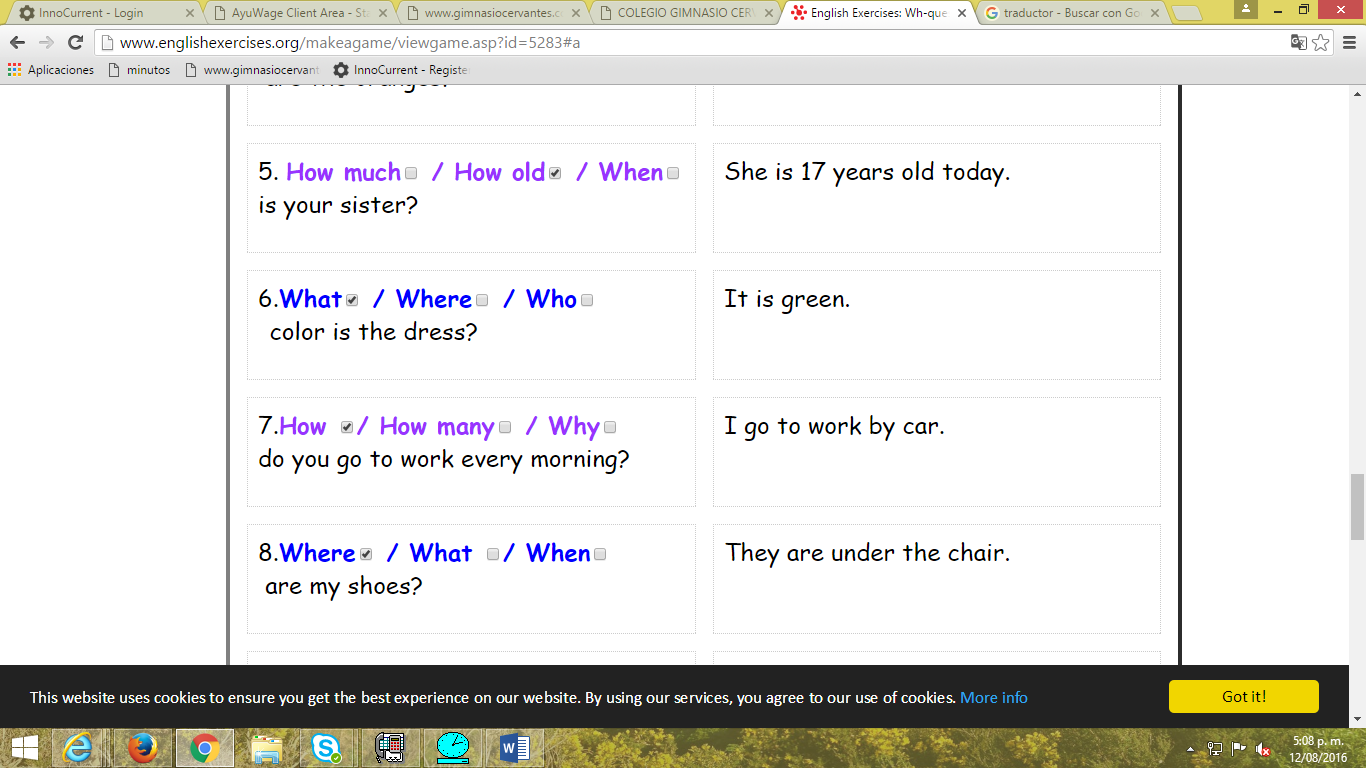 InnoCurrent - Login
AyuWage Client Area - St
www.gimnasiocervantes.c
COLEGIO GIMNASIO CER
English Exercises: Wh-que
traductor - Buscar con Go
www.englishexercises.org/makeagame/viewgame.asp?id=5283#a
Aplicaciones
minutos
www.gimnasiocervant
InnoCurrent - Registe
are the oranges?
5. How much / How old / When
is your sister?
She is 17 years old today.
6.What / Where / Who
color is the dress?
It is green.
7.How / How many / Why
do you go to work every morning?
I go to work by car.
8.Where / What / When
are my shoes?
They are under the chair.
This website uses cookies to ensure you get the best experience on our website. By using our services, you agree to our use of cookies. More info
Got it!
5:08 p. m.
12/08/2016